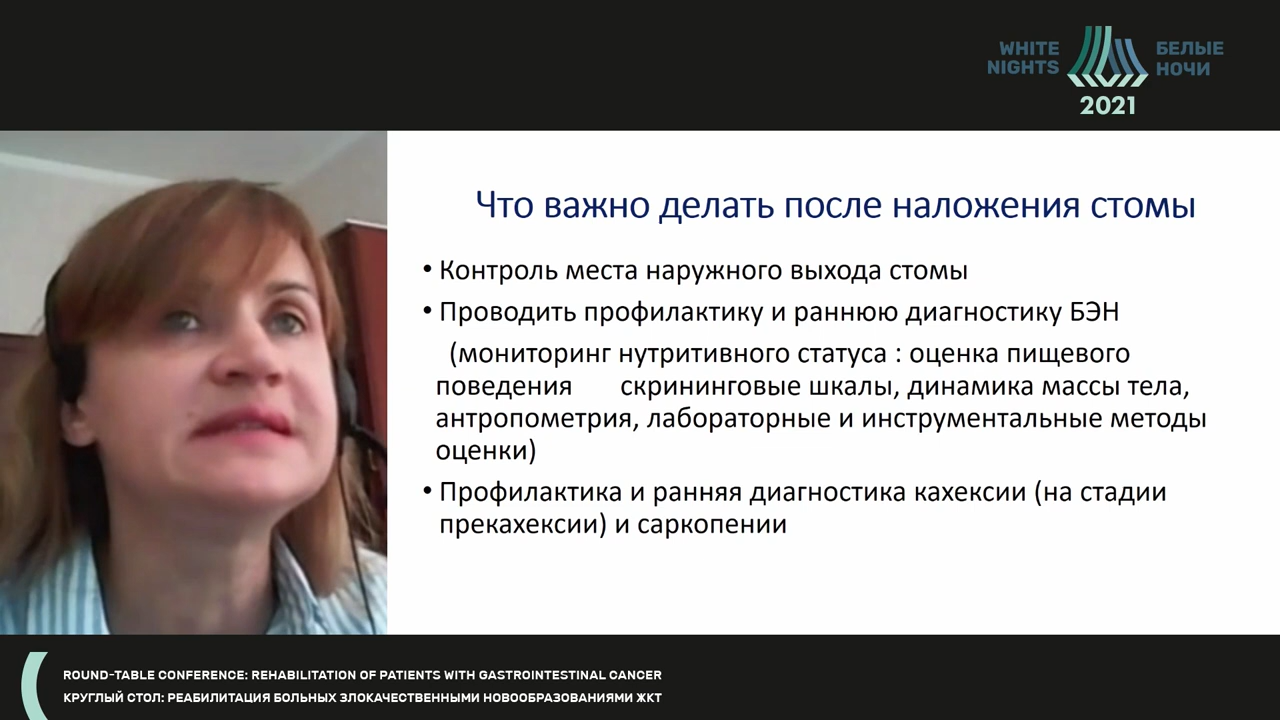 WHITE NIGHTS
БЕЛЫЕ НОЧИ
2021
Что важно делать после наложения стомы
• Контроль места наружного выхода стомы
• Проводить профилактику и раннюю диагностику БЭН
(мониторинг нутритивного статуса : оценка пищевого
поведения скрининговые шкалы, динамика массы тела,
антропометрия, лабораторные и инструментальные методы
оценки)
• Профилактика и ранняя диагностика кахексии (на стадии
прекахексии) и саркопении
ROUND-TABLE CONFERENCE: REHABILITATION OF PATIENTS WITH GASTROINTESTINAL CANCER
КРУГЛЫЙ СТОЛ: РЕАБИЛИТАЦИЯ БОЛЬНЫХ ЗЛОКАЧЕСТВЕННЫМИ НОВООБРАЗОВАНИЯМИ ЖКТ